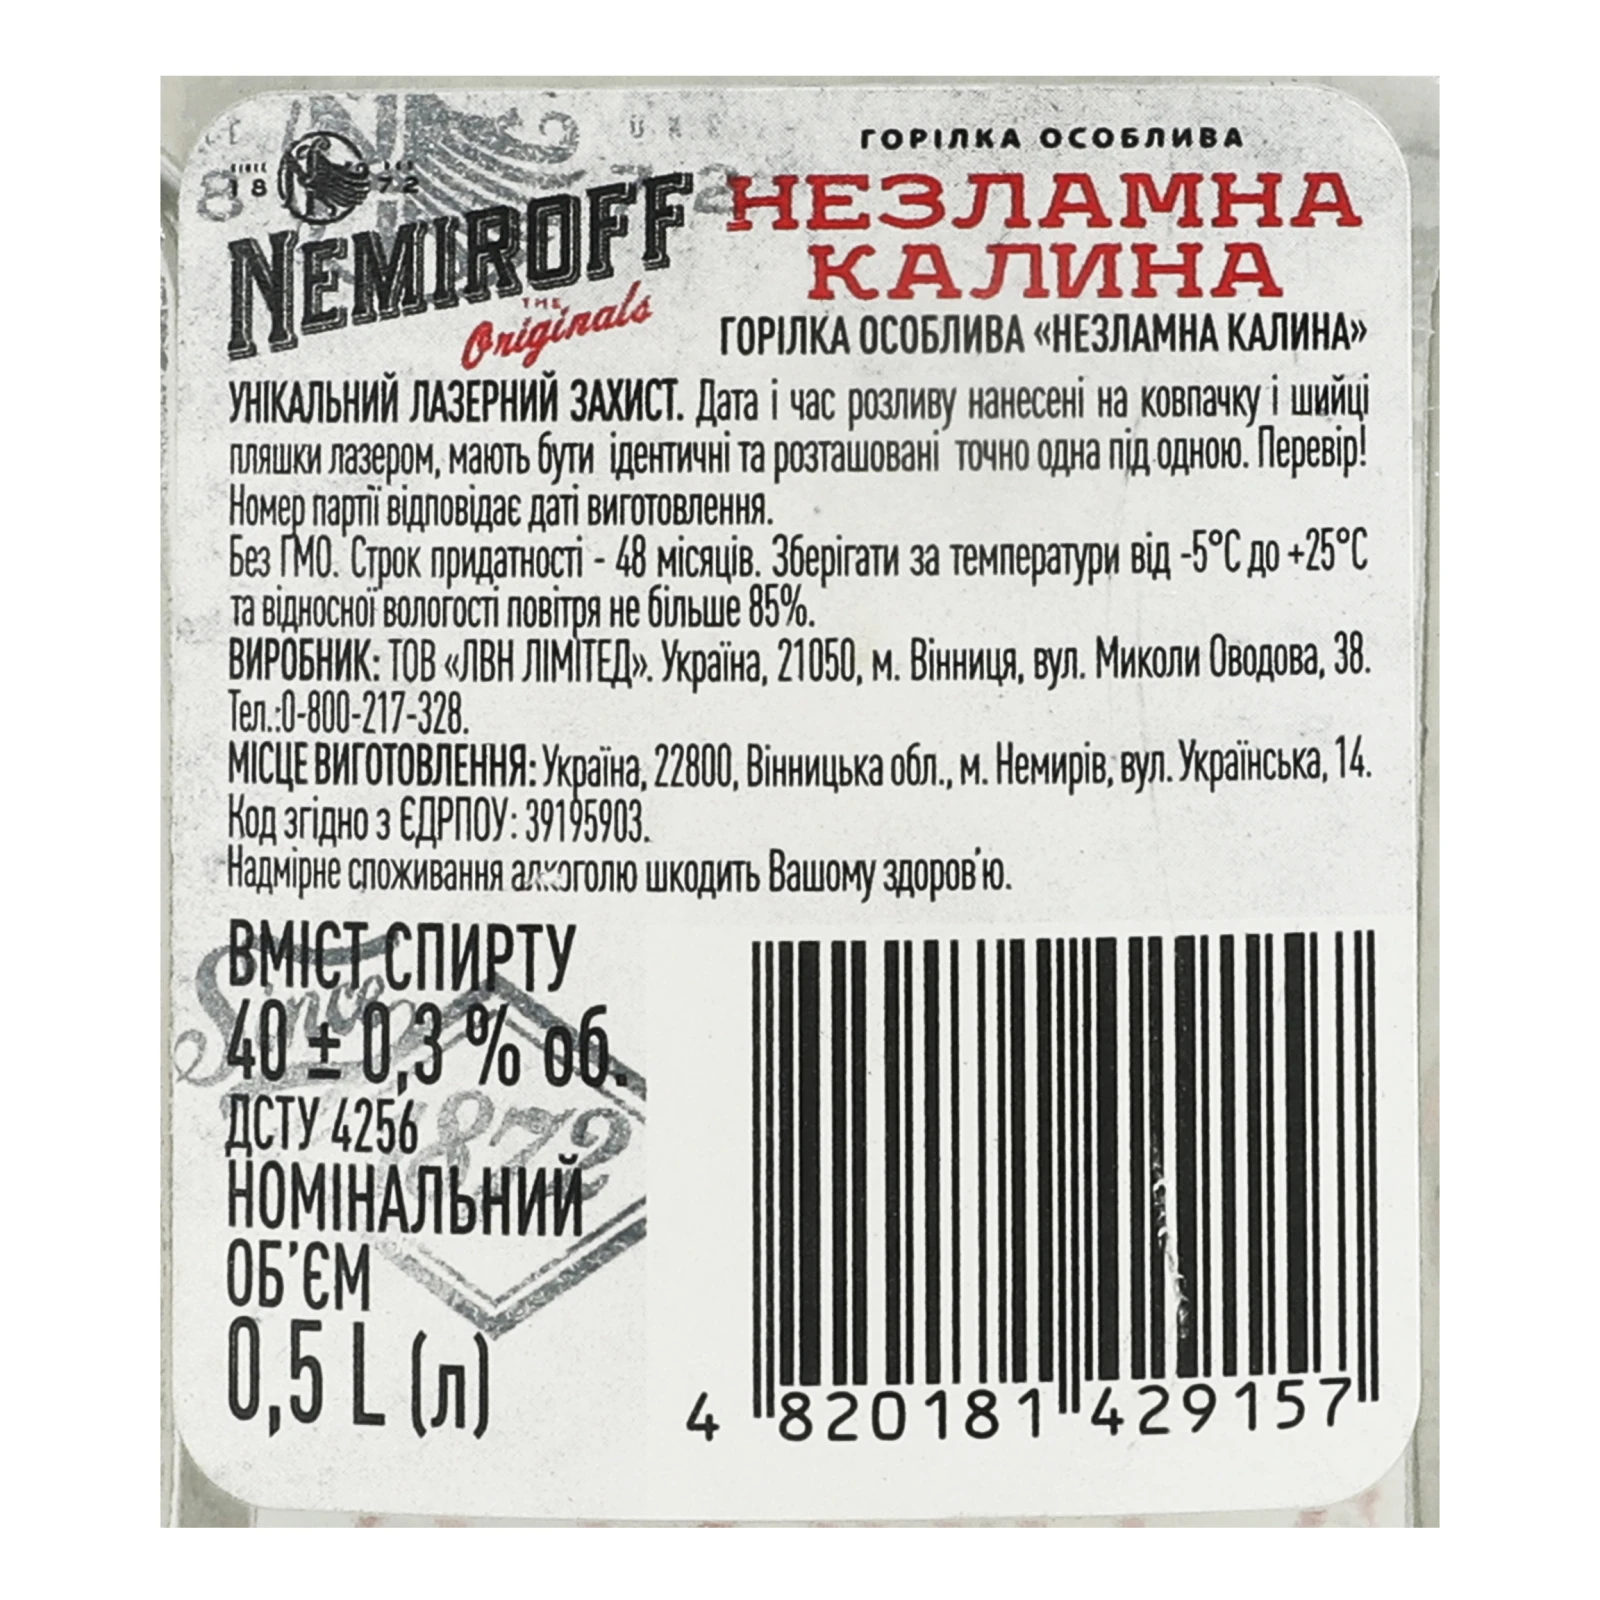 ГОРІЛКА ОСОБЛИВА
SINCE 1872
NEMIROFF
THE Originals
НЕЗЛАМНА
КАЛИНА
ГОРІЛКА ОСОБЛИВА «НЕЗЛАМНА КАЛИНА»
УНІКАЛЬНИЙ ЛАЗЕРНИЙ ЗАХИСТ. Дата і час розливу нанесені на ковпачку і шийці
пляшки лазером, мають бути ідентичні та розташовані точно одна під одною. Перевір!
Номер партії відповідає даті виготовлення.
Без ГМО. Строк придатності - 48 місяців. Зберігати за температури від -5°C до +25°C
та відносної вологості повітря не більше 85%.
ВИРОБНИК: ТОВ «ЛВН ЛІМІТЕД». Україна, 21050, м. Вінниця, вул. Миколи Оводова, 38.
Тел.:0-800-217-328.
МІСЦЕ ВИГОТОВЛЕННЯ: Україна, 22800, Вінницька обл., м. Немирів, вул. Українська, 14.
Код згідно з ЄДРПОУ: 39195903.
Надмірне споживання алкоголю шкодить Вашому здоров'ю.
ВМІСТ СПИРТУ
40 ± 0,3 % об.
ДСТУ 4256
НОМІНАЛЬНИЙ
ОБ'ЄМ
0,5 L (л)
Since
1872
4 820181 429157